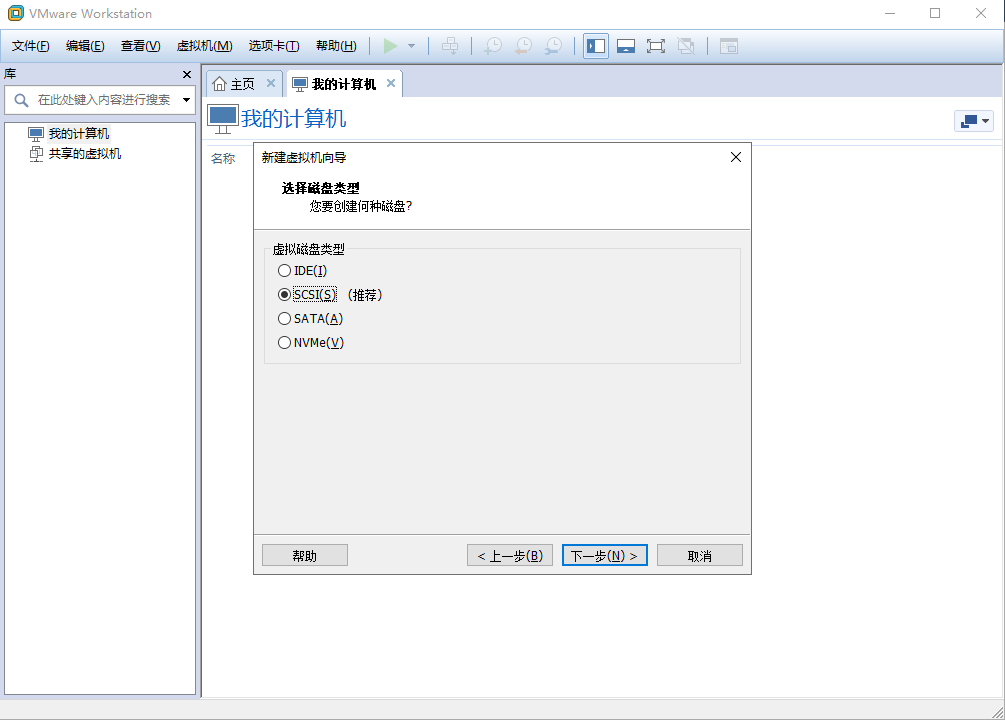 VMware Workstation
文件(F) 编辑(E) 查看(V) 虚拟机(M) 选项卡(T) 帮助(H)
库
在此处键入内容进行搜索
我的计算机
共享的虚拟机
主页 我的计算机
我的计算机
名称
新建虚拟机向导
选择磁盘类型
您要创建何种磁盘?
虚拟磁盘类型
IDE(I)
SCSI(S) (推荐)
SATA(A)
NVMe(V)
帮助 < 上一步(B) 下一步(N) > 取消